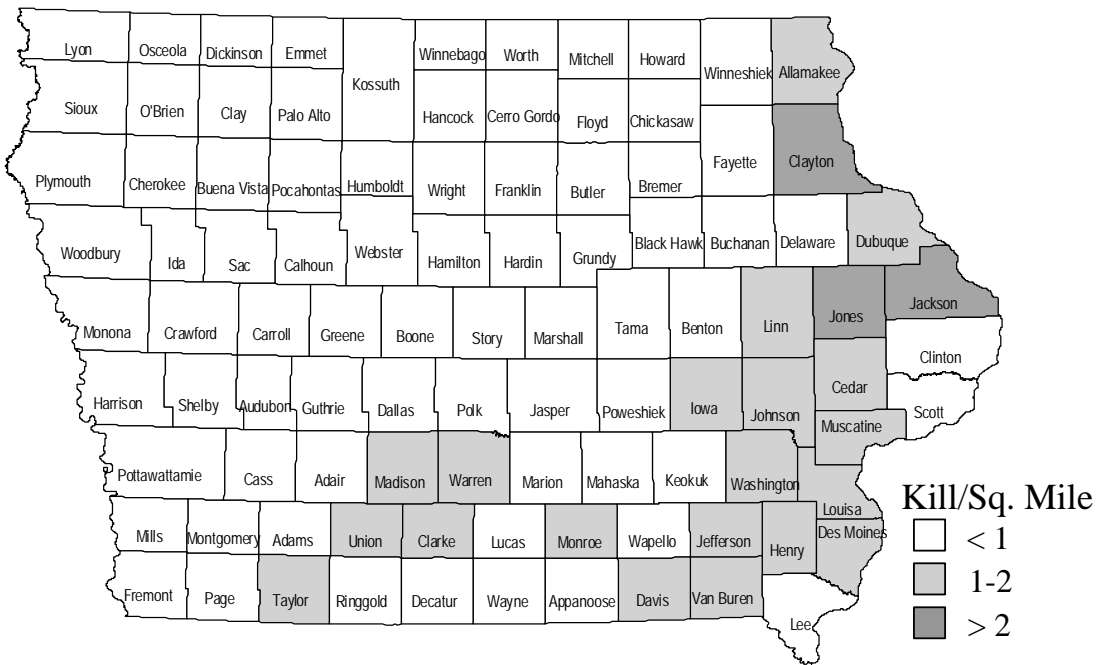 Lyon Osceola Dickinson Emmet Winnebago Worth Mitchell Howard Winneshiek Allamakee
Kossuth
Sioux O'Brien Clay Palo Alto Hancock Cerro Gordo Floyd Chickasaw
Fayette Clayton
Plymouth Cherokee Buena Vista Pocahontas Humboldt Wright Franklin Butler Bremer
Woodbury Ida Sac Calhoun Webster Hamilton Hardin Grundy Black Hawk Buchanan Delaware Dubuque
Monona Crawford Carroll Greene Boone Story Marshall Tama Benton Linn Jones Jackson
Clinton
Harrison Shelby Audubon Guthrie Dallas Polk Jasper Poweshiek Iowa Johnson Cedar Scott
Muscatine
Pottawattamie Cass Adair Madison Warren Marion Mahaska Keokuk Washington
Louisa
Mills Montgomery Adams Union Clarke Lucas Monroe Wapello Jefferson Henry Des Moines
Fremont Page Taylor Ringgold Decatur Wayne Appanoose Davis Van Buren
Lee
Kill/Sq. Mile
< 1
1-2
> 2